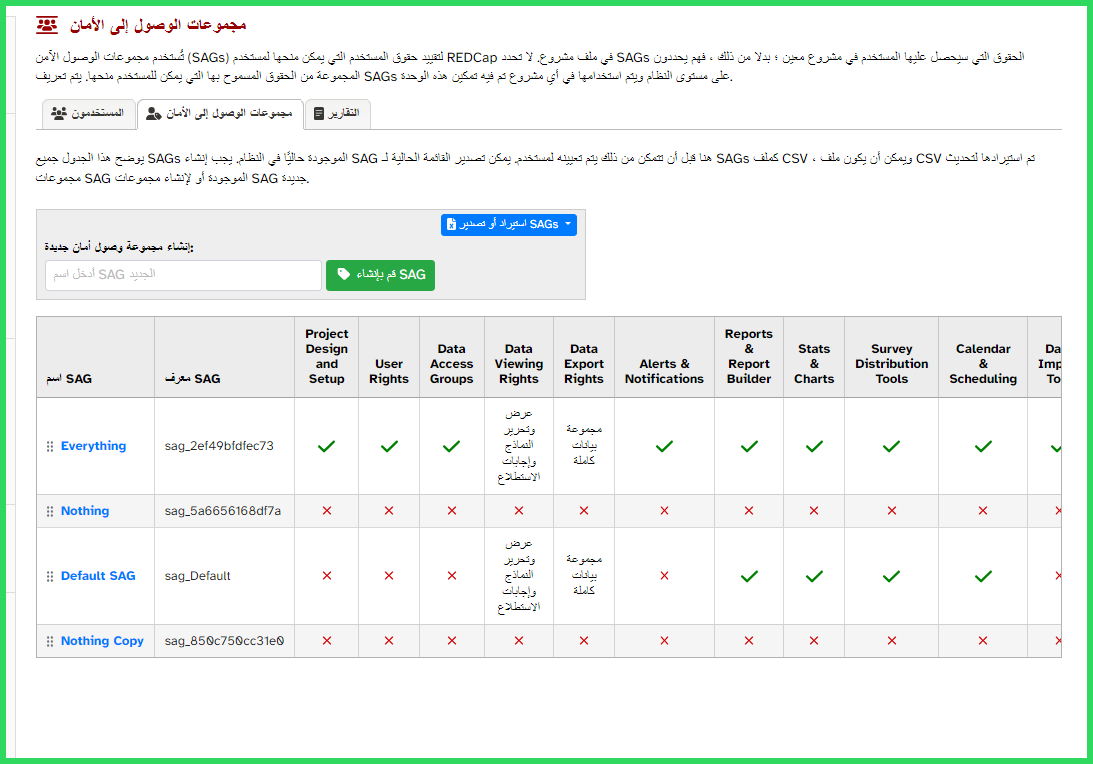 مجموعات الوصول إلى الأمان
الحقوق التي سيحصل عليها المستخدم في مشروع معين ؛ بدلا من ذلك ، فهم يحددون SAGs في ملف مشروع. لا تحدد REDCap لتقييد حقوق المستخدم التي يمكن منحها لمستخدم (SAGs) تُستخدم مجموعات الوصول الآمن
على مستوى النظام ويتم استخدامها في أي مشروع تم فيه تمكين هذه الوحدة SAGs المجموعة من الحقوق المسموح بها التي يمكن للمستخدم منحها. يتم تعريف.
المستخدمون
مجموعات الوصول إلى الأمان
التقارير
تم استيرادها لتحديث CSV ويمكن أن يكون ملف ، CSV كملف SAGs هنا قبل أن تتمكن من ذلك يتم تعيينه لمستخدم. يمكن تصدير القائمة الحالية لـ SAG الموجودة حاليًا في النظام. يجب إنشاء SAGs يوضح هذا الجدول جميع
جديدة SAG الموجودة أو لإنشاء مجموعات SAG مجموعات.
استيراد أو تصدير SAGs
إنشاء مجموعة وصول أمان جديدة:
الجديد SAG أدخل اسم
قم بإنشاء SAG
اسم SAG
معرف SAG
Project Design and Setup
User Rights
Data Access Groups
Data Viewing Rights
Data Export Rights
Alerts & Notifications
Reports & Report Builder
Stats & Charts
Survey Distribution Tools
Calendar & Scheduling
Everything
sag_2ef49bfdfec73
عرض
وتحرير
النماذج
وإجابات
الاستطلاع
مجموعة
بيانات
كاملة
Nothing
sag_5a6656168df7a
Default SAG
sag_Default
عرض
وتحرير
النماذج
وإجابات
الاستطلاع
مجموعة
بيانات
كاملة
Nothing Copy
sag_850c750cc31e0